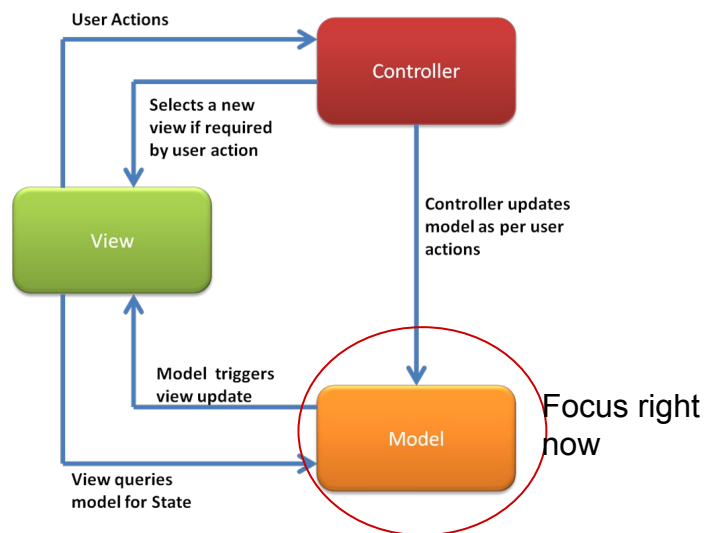 User Actions
Controller
Selects a new
view if required
by user action
View
Controller updates
model as per user
actions
Model triggers
view update
Model
Focus right
now
View queries
model for State